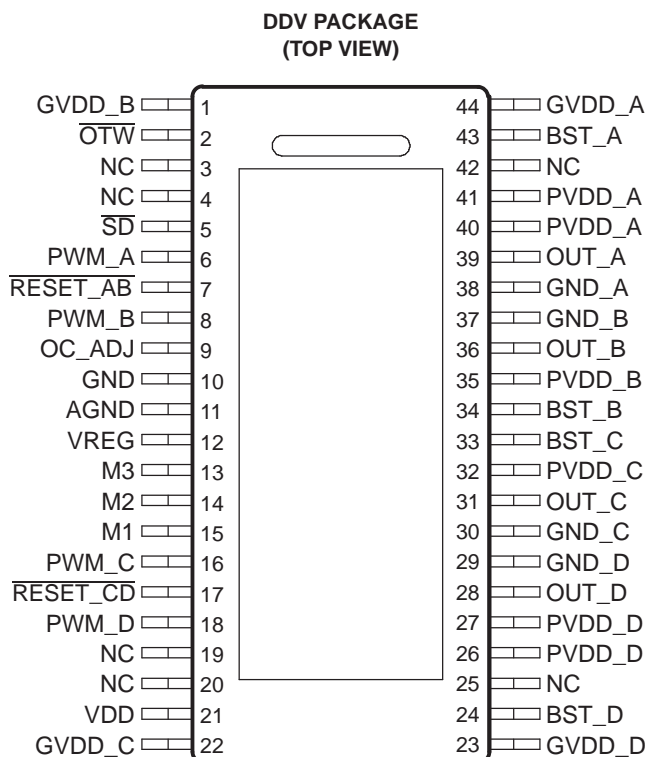 DDV PACKAGE
(TOP VIEW)
GVDD_B 1 44 GVDD_A
OTW 2 43 BST_A
NC 3 42 NC
NC 4 41 PVDD_A
SD 5 40 PVDD_A
PWM_A 6 39 OUT_A
RESET_AB 7 38 GND_A
PWM_B 8 37 GND_B
OC_ADJ 9 36 OUT_B
GND 10 35 PVDD_B
AGND 11 34 BST_B
VREG 12 33 BST_C
M3 13 32 PVDD_C
M2 14 31 OUT_C
M1 15 30 GND_C
PWM_C 16 29 GND_D
RESET_CD 17 28 OUT_D
PWM_D 18 27 PVDD_D
NC 19 26 PVDD_D
NC 20 25 NC
VDD 21 24 BST_D
GVDD_C 22 23 GVDD_D